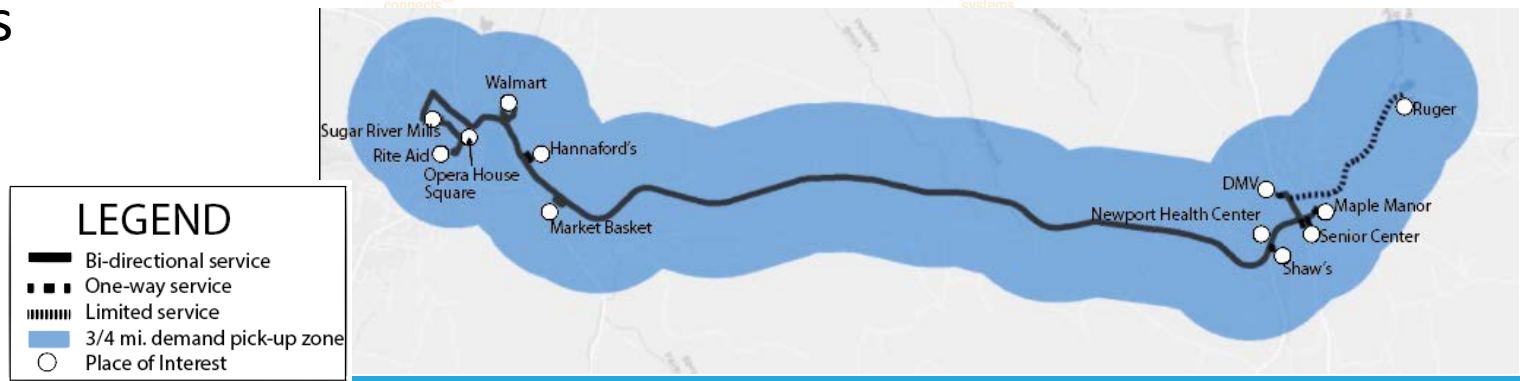 s
connects
systems
Walmart
Sugar River Mills
Rite Aid
Hannaford's
Opera House
Square
Market Basket
Ruger
DMV
Maple Manor
Newport Health Center
Senior Center
Shaw's
LEGEND
Bi-directional service
One-way service
Limited service
3/4 mi. demand pick-up zone
Place of Interest